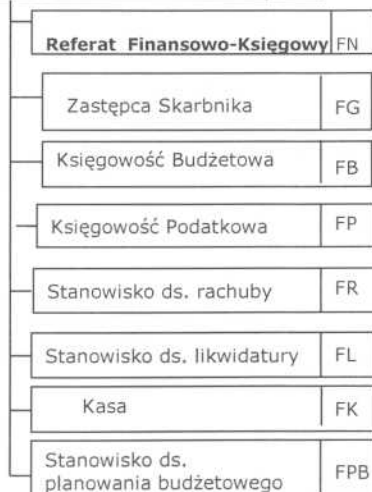 Referat Finansowo-Księgowy FN
Zastępca Skarbnika FG
Księgowość Budżetowa FB
Księgowość Podatkowa FP
Stanowisko ds. rachuby FR
Stanowisko ds. likwidatury FL
Kasa FK
Stanowisko ds.
planowania budżetowego FPB